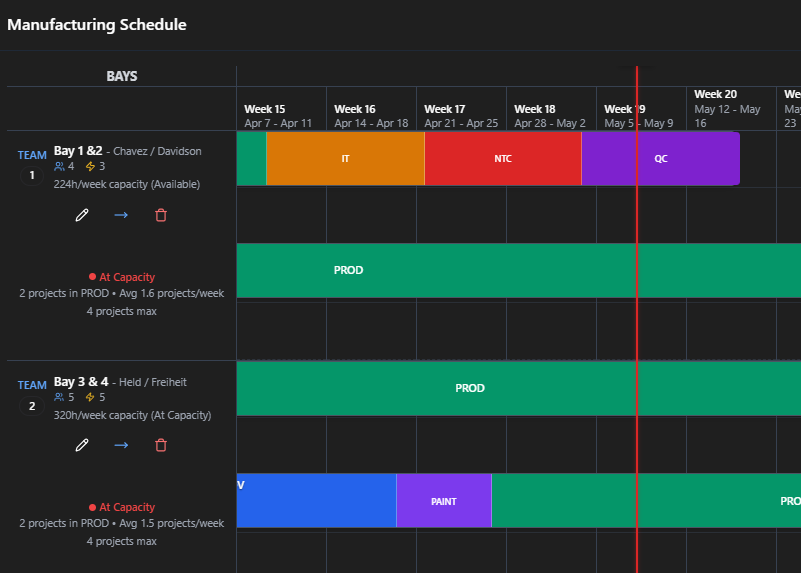 Manufacturing Schedule
BAYS
Week 15
Apr 7 - Apr 11
Week 16
Apr 14 - Apr 18
Week 17
Apr 21 - Apr 25
Week 18
Apr 28 - May 2
Week 19
May 5 - May 9
Week 20
May 12 - May
16
We
May
23
TEAM
1
Bay 1 &2 - Chavez / Davidson
4 3
224h/week capacity (Available)
At Capacity
2 projects in PROD • Avg 1.6 projects/week
4 projects max
IT
NTC
QC
PROD
TEAM
2
Bay 3 & 4 - Held / Freiheit
5 5
320h/week capacity (At Capacity)
At Capacity
2 projects in PROD • Avg 1.5 projects/week
4 projects max
PROD
V
PAINT
PRO